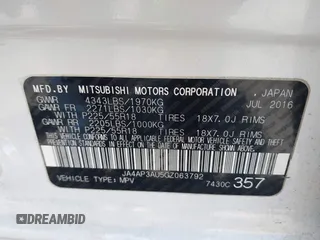 MFD.BY MITSUBISHI MOTORS CORPORATION, JAPAN
GVWR 4343LBS/1970KG JUL 2016
GAWR FR 2271LBS/1030KG
WITH P225/55R18 TIRES 18X7.0J RIMS
GAWR RR 2205LBS/1000KG
WITH P225/55R18 TIRES 18X7.0J RIMS
JA4AP3AU5GZ063792
VEHICLE TYPE: MPV 7430C 357
DEALERSHIP